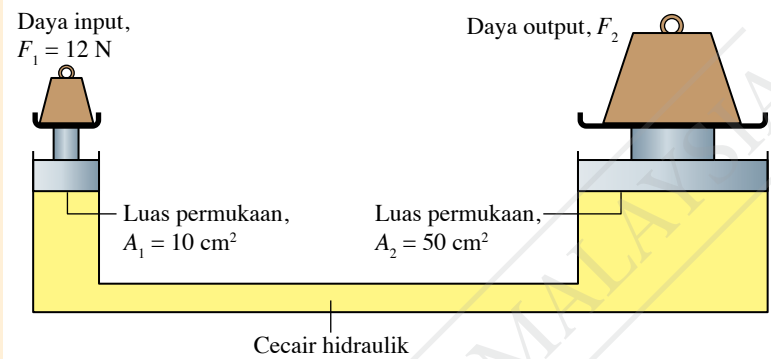 Daya input,
F₁ = 12 N
Daya output, F₂
Luas permukaan,
A₁ = 10 cm²
Luas permukaan,
A₂ = 50 cm²
Cecair hidraulik
MALAYSIA